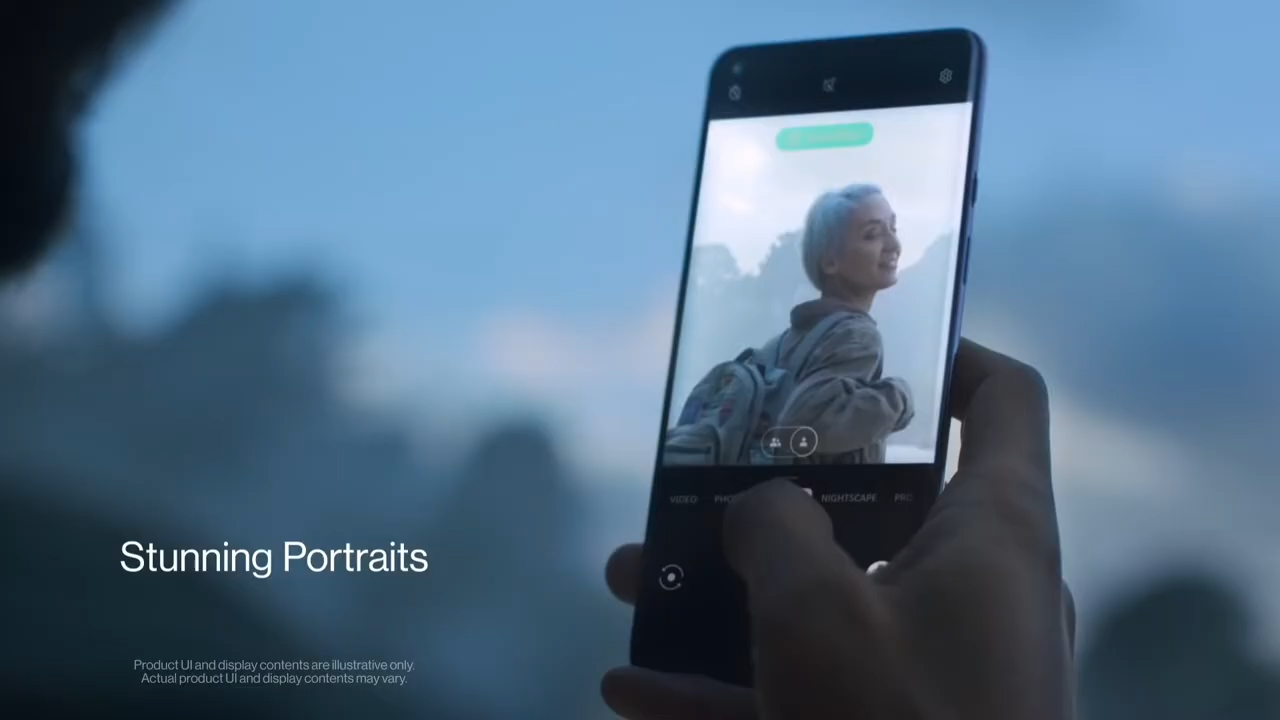 VIDEO NIGHTSCAPE PRO
Stunning Portraits
Product UI and display contents are illustrative only.
Actual product UI and display contents may vary.